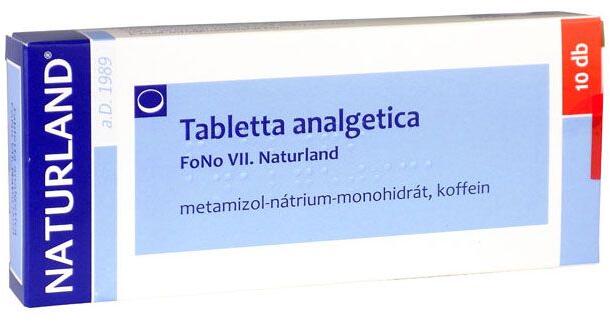 NATURLAND®
a.D. 1989
Tabletta analgetica
FoNo VII. Naturland
metamizol-nátrium-monohidrát, koffein
10 db